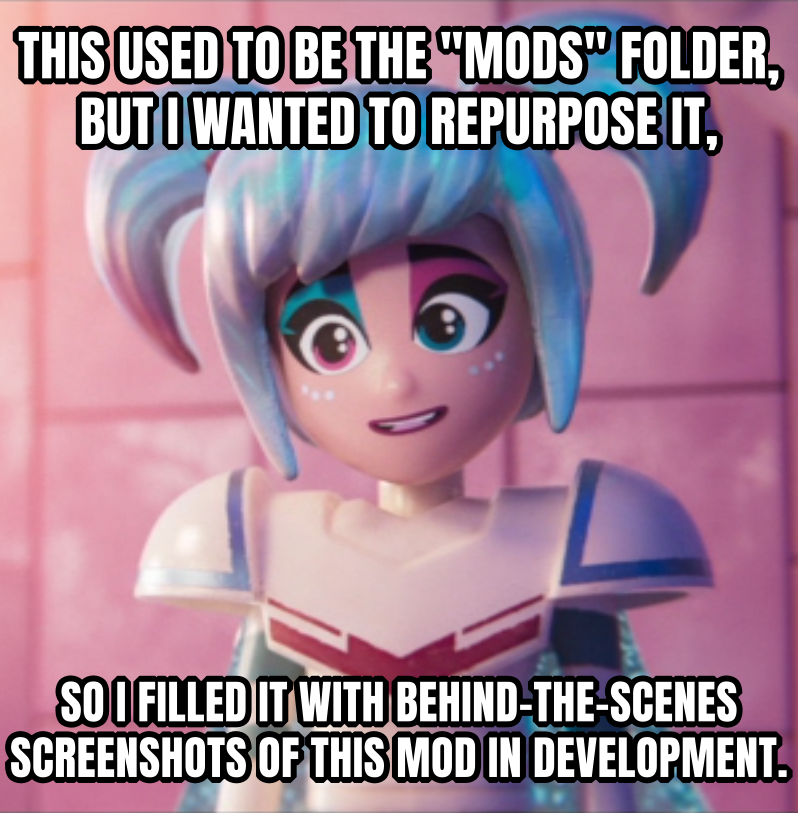 THIS USED TO BE THE "MODS" FOLDER,
BUT I WANTED TO REPURPOSE IT,
SO I FILLED IT WITH BEHIND-THE-SCENES
SCREENSHOTS OF THIS MOD IN DEVELOPMENT.